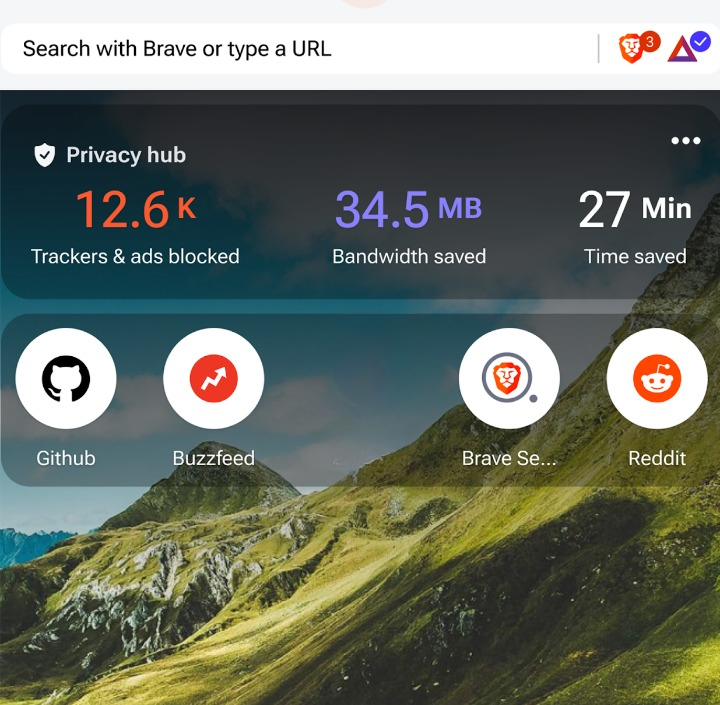 Search with Brave or type a URL
3
Privacy hub
12.6 K
34.5 MB
27 Min
Trackers & ads blocked
Bandwidth saved
Time saved
Github
Buzzfeed
Brave Se...
Reddit